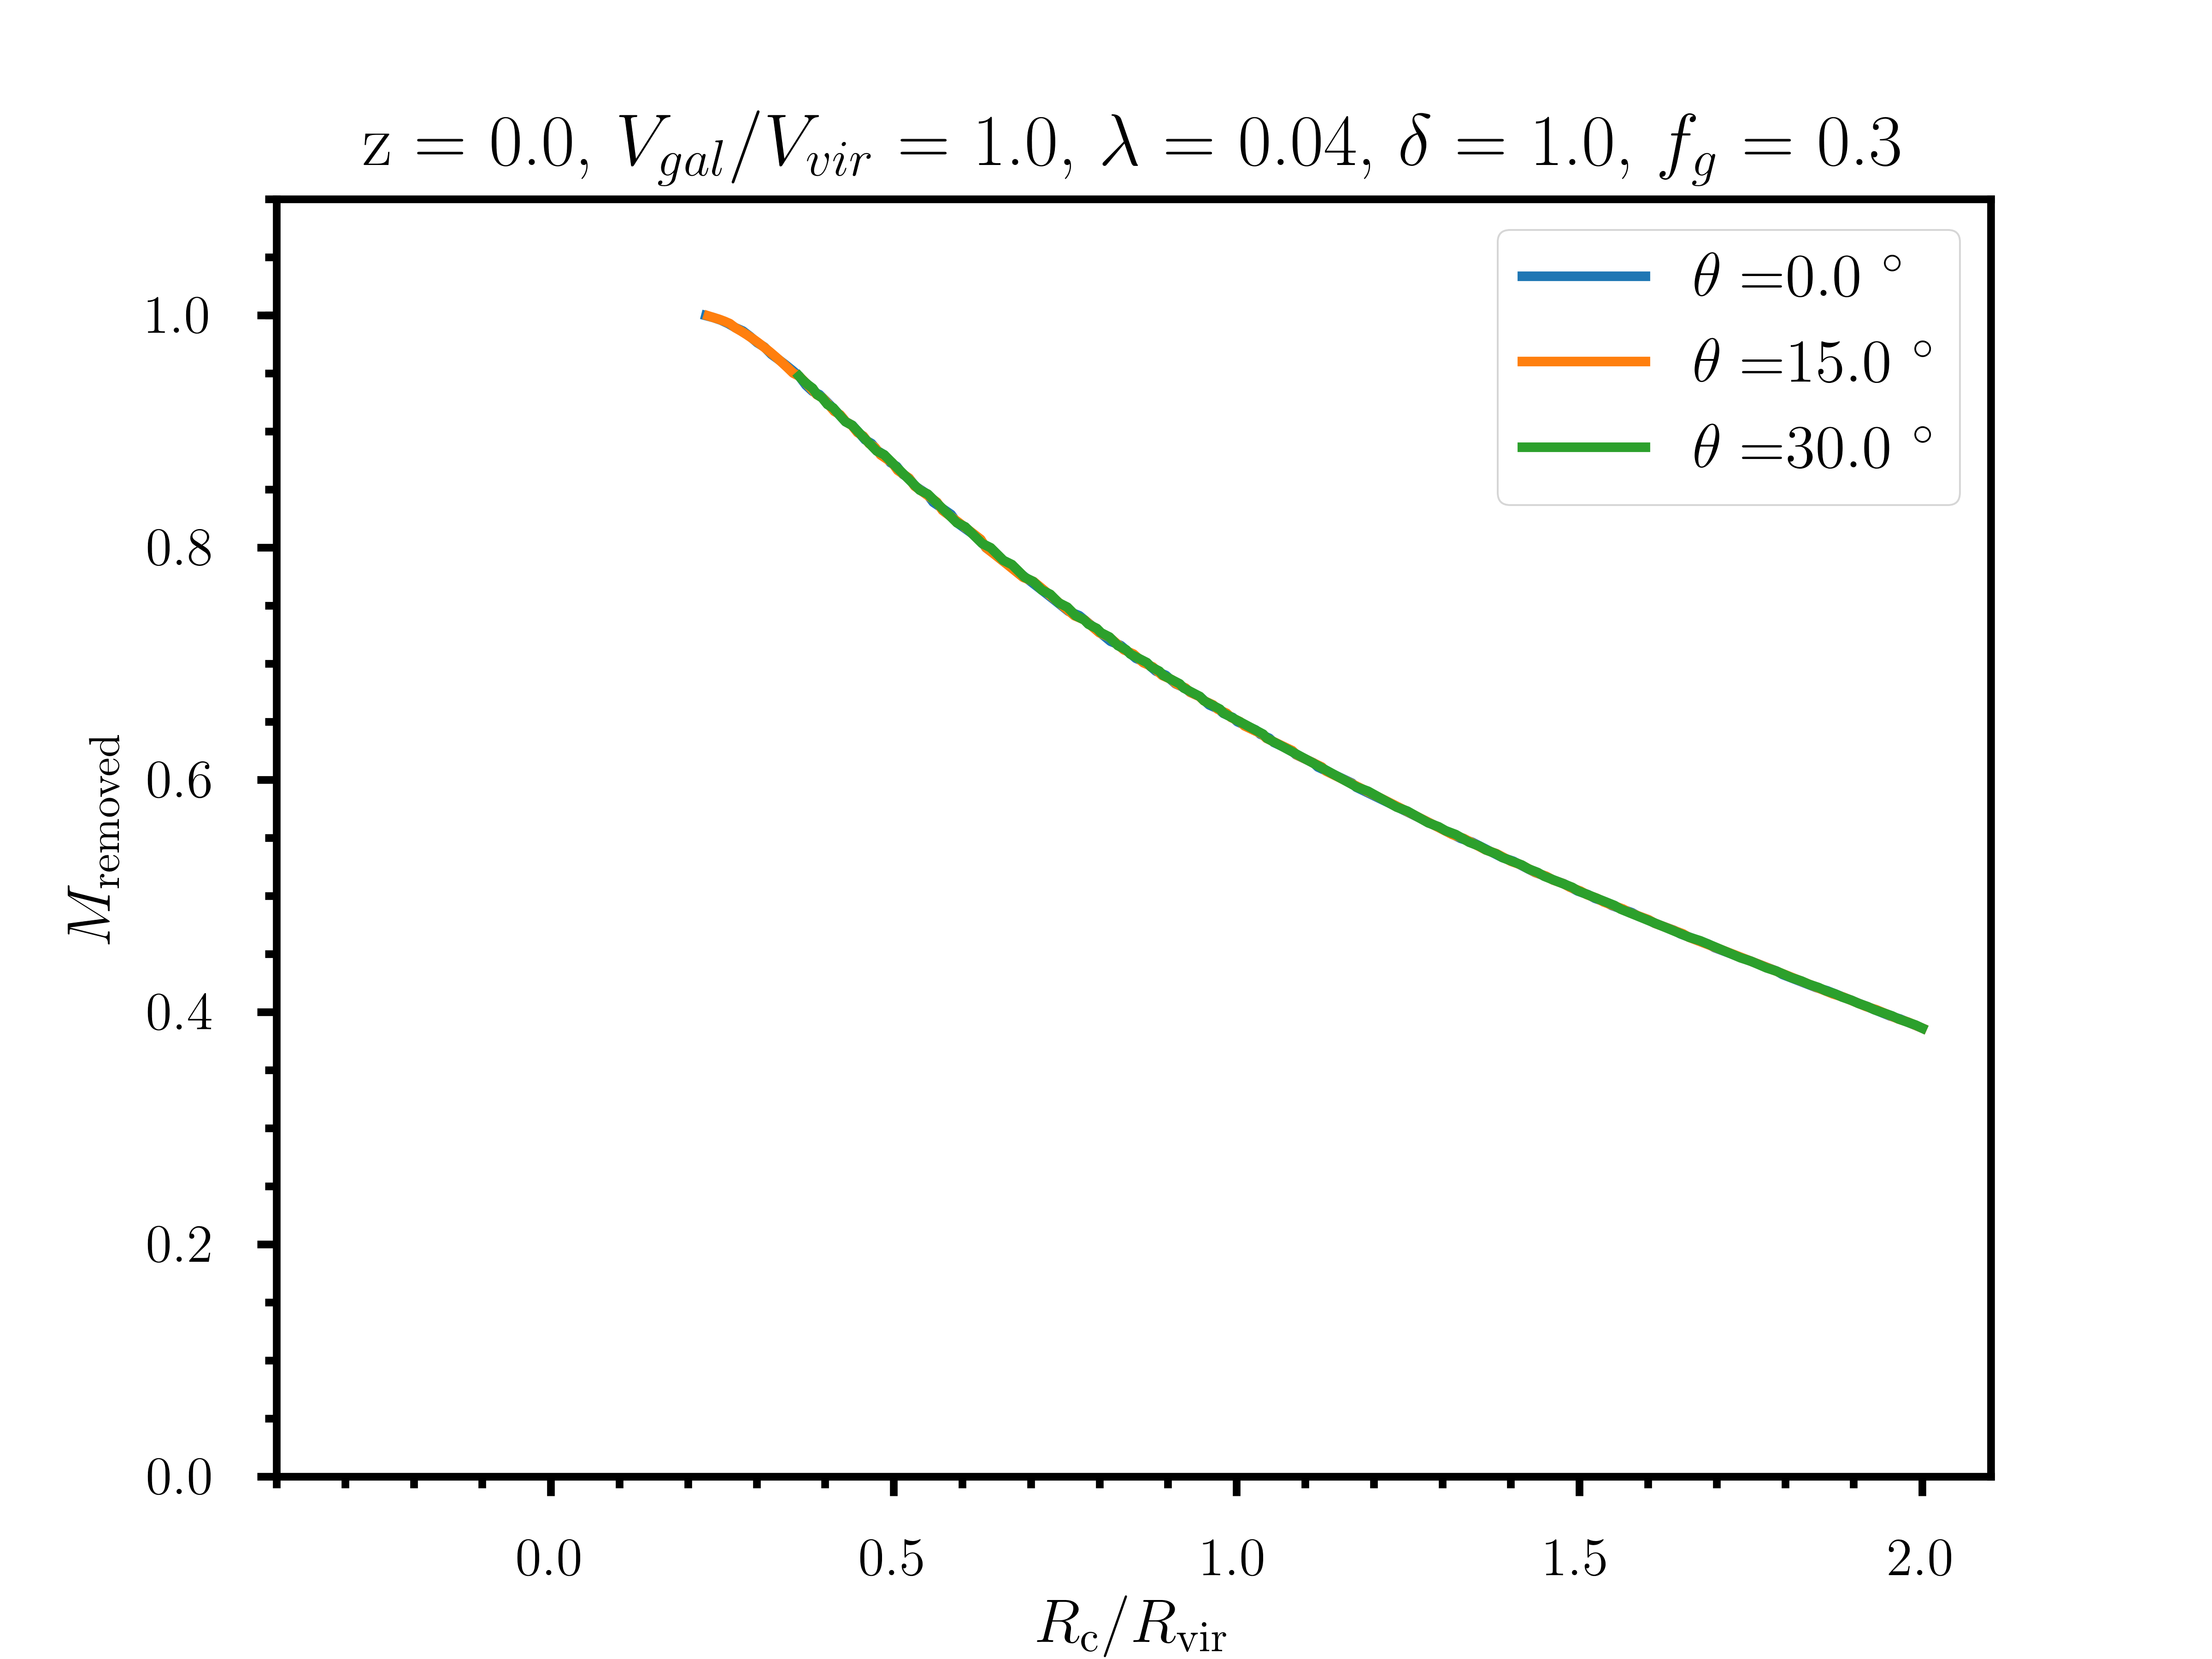 z = 0.0, V_gal/V_vir = 1.0, λ = 0.04, δ = 1.0, f_g = 0.3
θ =0.0 °
θ =15.0 °
θ =30.0 °
1.0
0.8
0.6
0.4
0.2
0.0
M_removed
0.0 0.5 1.0 1.5 2.0
R_c/R_vir